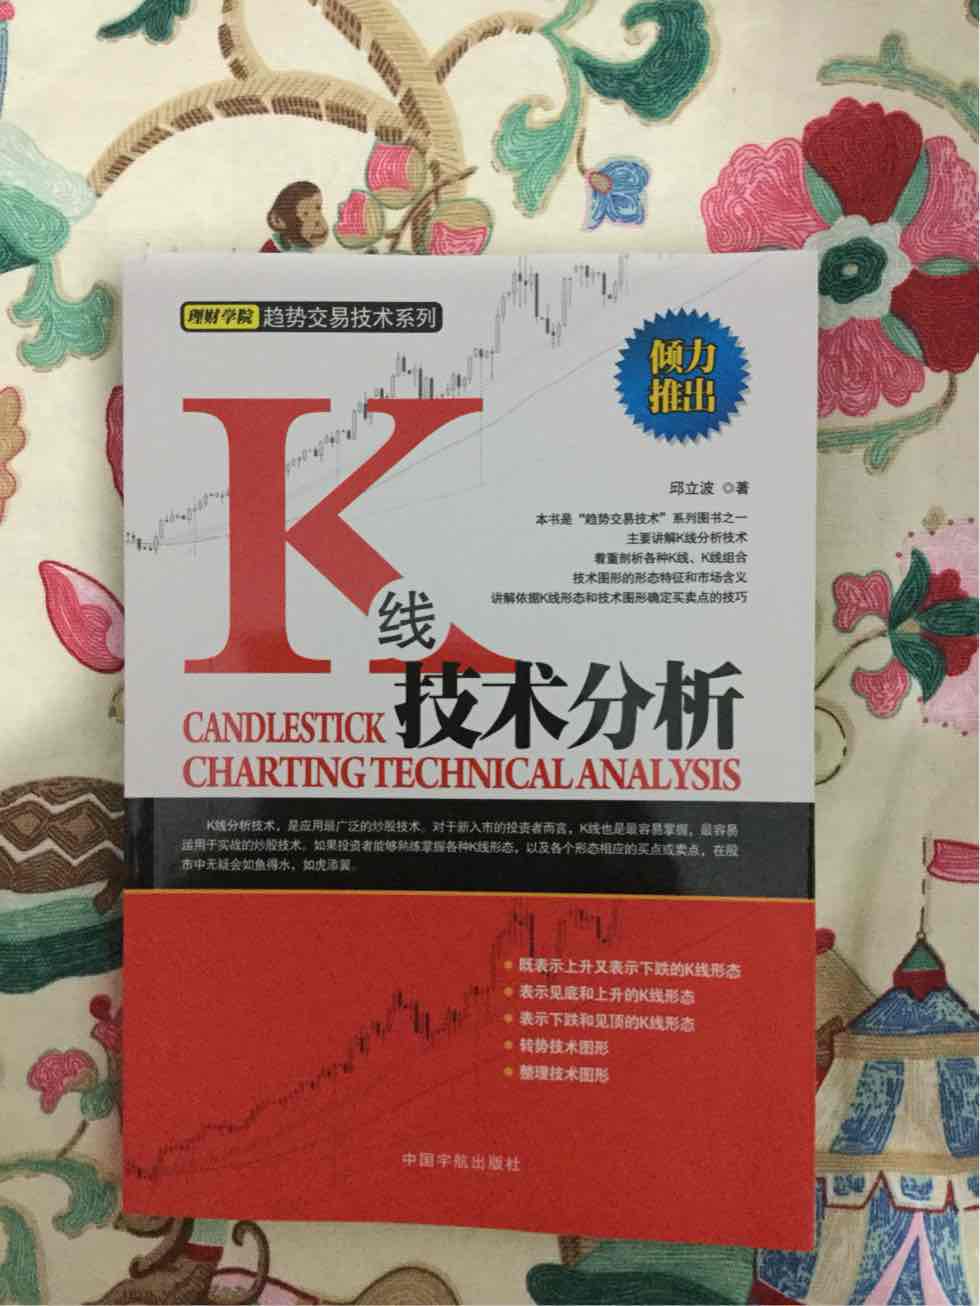 理财学院 趋势交易技术系列
倾力
推出
邱立波 ◎著
本书是“趋势交易技术”系列图书之一
主要讲解K线分析技术
着重剖析各种K线、K线组合
技术图形的形态特征和市场含义
讲解依据K线形态和技术图形确定买卖点的技巧
K线
技术分析
CANDLESTICK
CHARTING TECHNICAL ANALYSIS
K线分析技术，是应用最广泛的炒股技术。对于新入市的投资者而言，K线也是最容易掌握，最容易
运用于实战的炒股技术。如果投资者能够熟练掌握各种K线形态，以及各个形态相应的买点或卖点，在股
市中无疑会如鱼得水，如虎添翼。
● 既表示上升又表示下跌的K线形态
● 表示见底和上升的K线形态
● 表示下跌和见顶的K线形态
● 转势技术图形
● 整理技术图形
中国宇航出版社